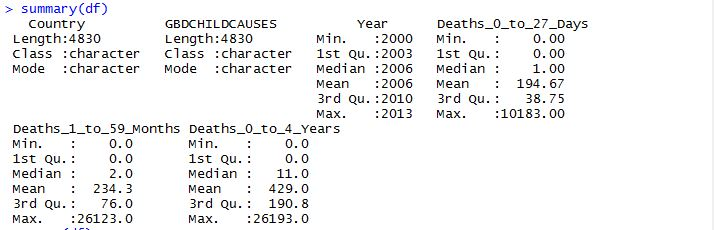 > summary(df)
Country GBDCHILDCAUSES Year Deaths_0_to_27_Days
Length:4830 Length:4830 Min. :2000 Min. : 0.00
Class :character Class :character 1st Qu.:2003 1st Qu.: 0.00
Mode :character Mode :character Median :2006 Median : 1.00
Mean :2006 Mean : 194.67
3rd Qu.:2010 3rd Qu.: 38.75
Max. :2013 Max. :10183.00
Deaths_1_to_59_Months Deaths_0_to_4_Years
Min. : 0.0 Min. : 0.0
1st Qu.: 0.0 1st Qu.: 0.0
Median : 2.0 Median : 11.0
Mean : 234.3 Mean : 429.0
3rd Qu.: 76.0 3rd Qu.: 190.8
Max. :26123.0 Max. :26193.0